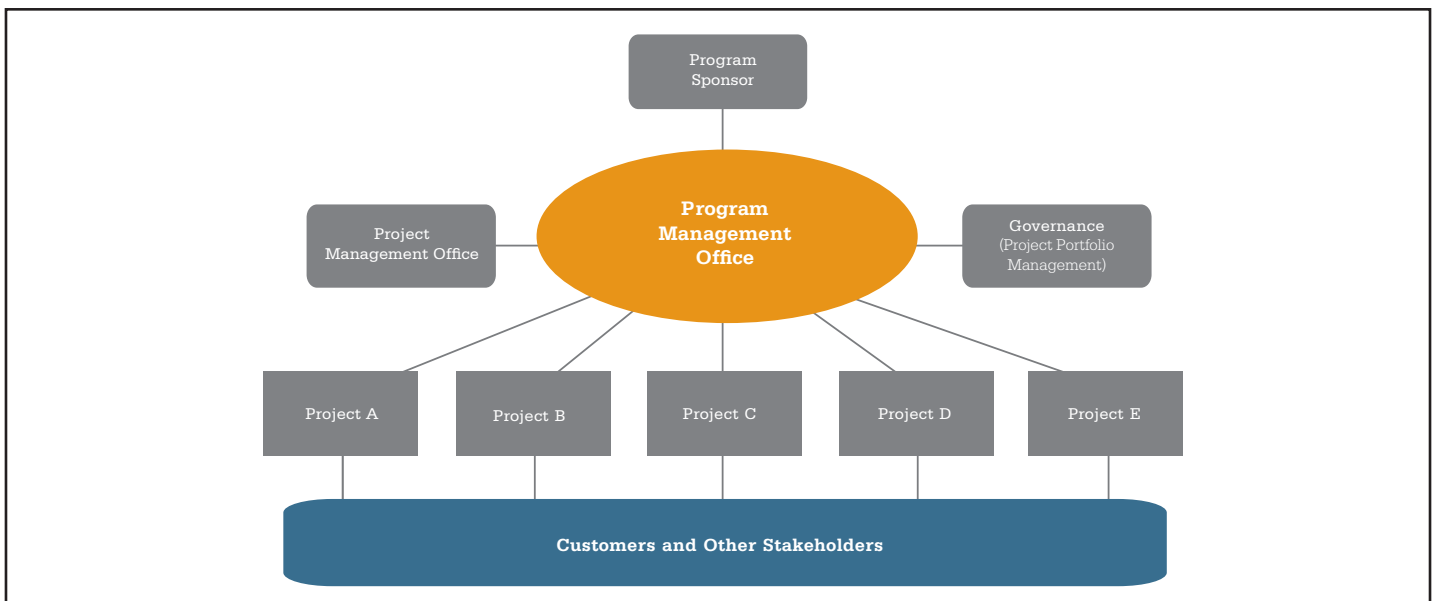 Program
Sponsor
Program
Management
Office
Project
Management Office
Governance
(Project Portfolio
Management)
Project A
Project B
Project C
Project D
Project E
Customers and Other Stakeholders